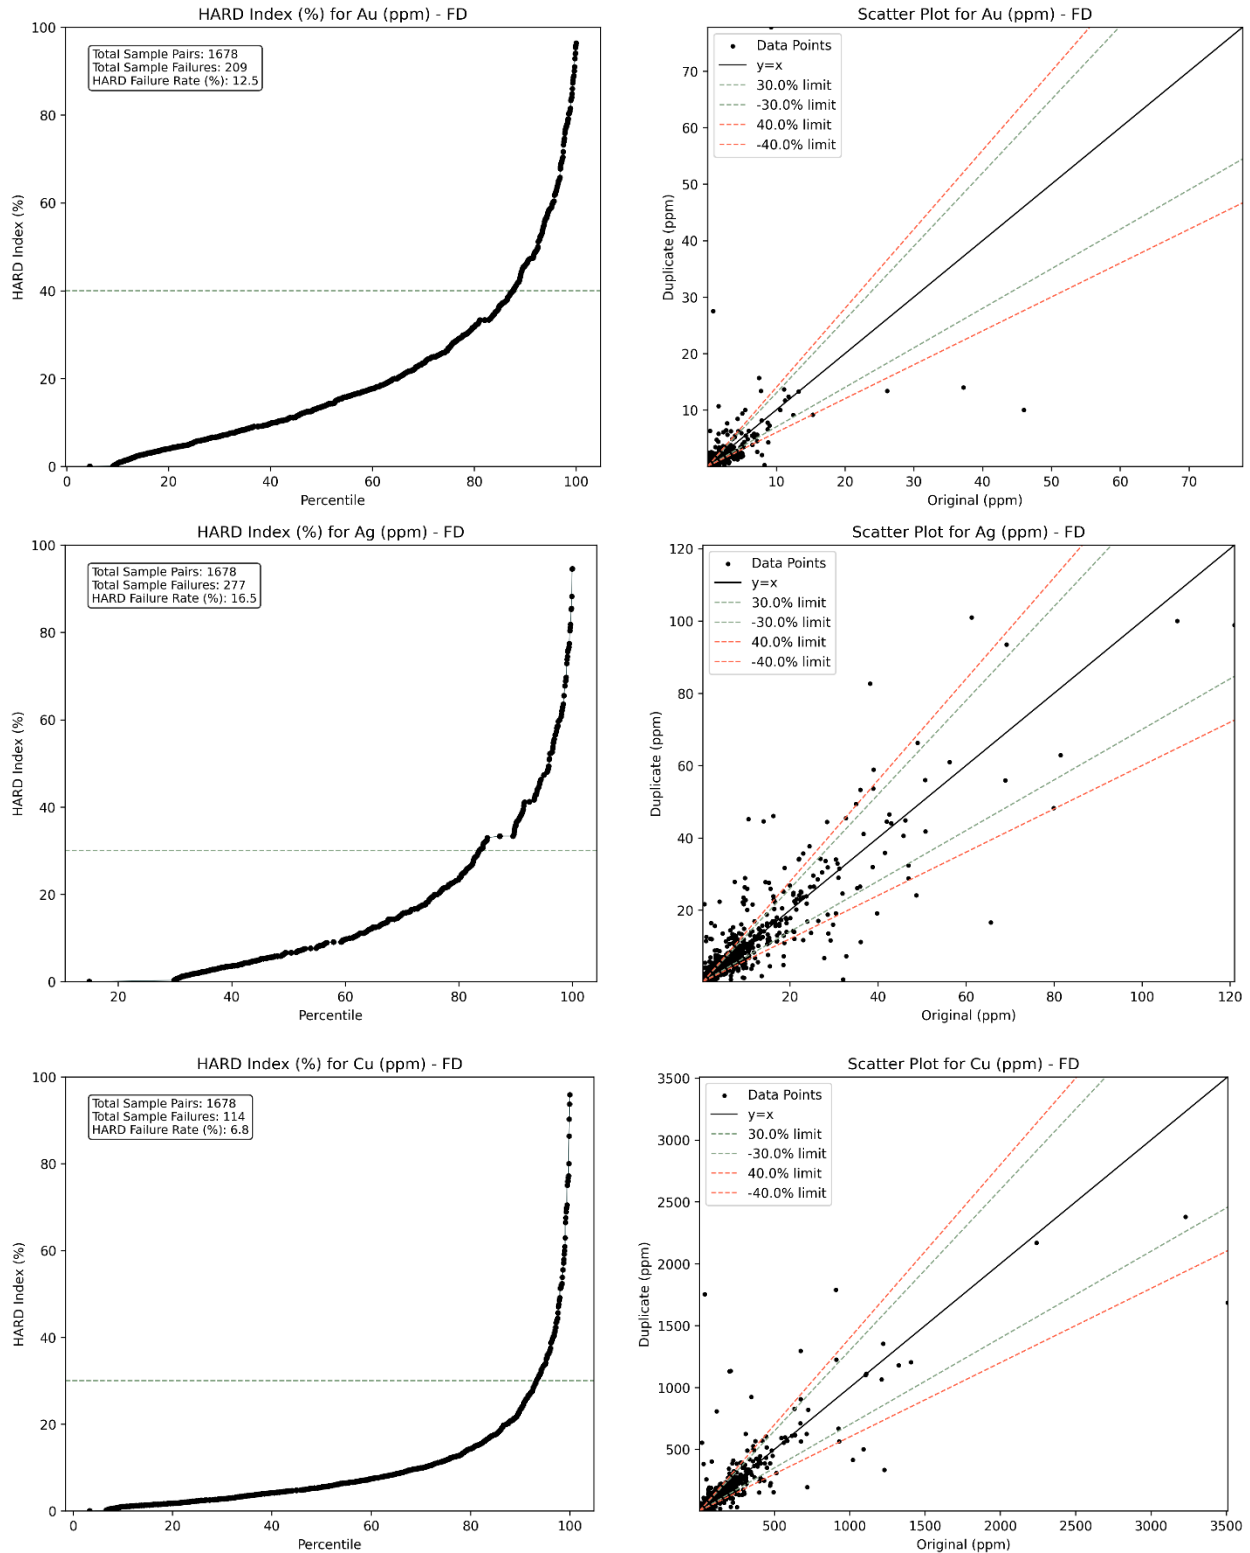 HARD Index (%) for Au (ppm) - FD
100
80
60
40
20
0
HARD Index (%)
Total Sample Pairs: 1678
Total Sample Failures: 209
HARD Failure Rate (%): 12.5
0 20 40 60 80 100
Percentile
Scatter Plot for Au (ppm) - FD
70
60
50
40
30
20
10
Duplicate (ppm)
Data Points
y=x
30.0% limit
-30.0% limit
40.0% limit
-40.0% limit
10 20 30 40 50 60 70
Original (ppm)
HARD Index (%) for Ag (ppm) - FD
100
80
60
40
20
0
HARD Index (%)
Total Sample Pairs: 1678
Total Sample Failures: 277
HARD Failure Rate (%): 16.5
20 40 60 80 100
Percentile
Scatter Plot for Ag (ppm) - FD
120
100
80
60
40
20
Duplicate (ppm)
Data Points
y=x
30.0% limit
-30.0% limit
40.0% limit
-40.0% limit
20 40 60 80 100 120
Original (ppm)
HARD Index (%) for Cu (ppm) - FD
100
80
60
40
20
0
HARD Index (%)
Total Sample Pairs: 1678
Total Sample Failures: 114
HARD Failure Rate (%): 6.8
0 20 40 60 80 100
Percentile
Scatter Plot for Cu (ppm) - FD
3500
3000
2500
2000
1500
1000
500
Duplicate (ppm)
Data Points
y=x
30.0% limit
-30.0% limit
40.0% limit
-40.0% limit
500 1000 1500 2000 2500 3000 3500
Original (ppm)